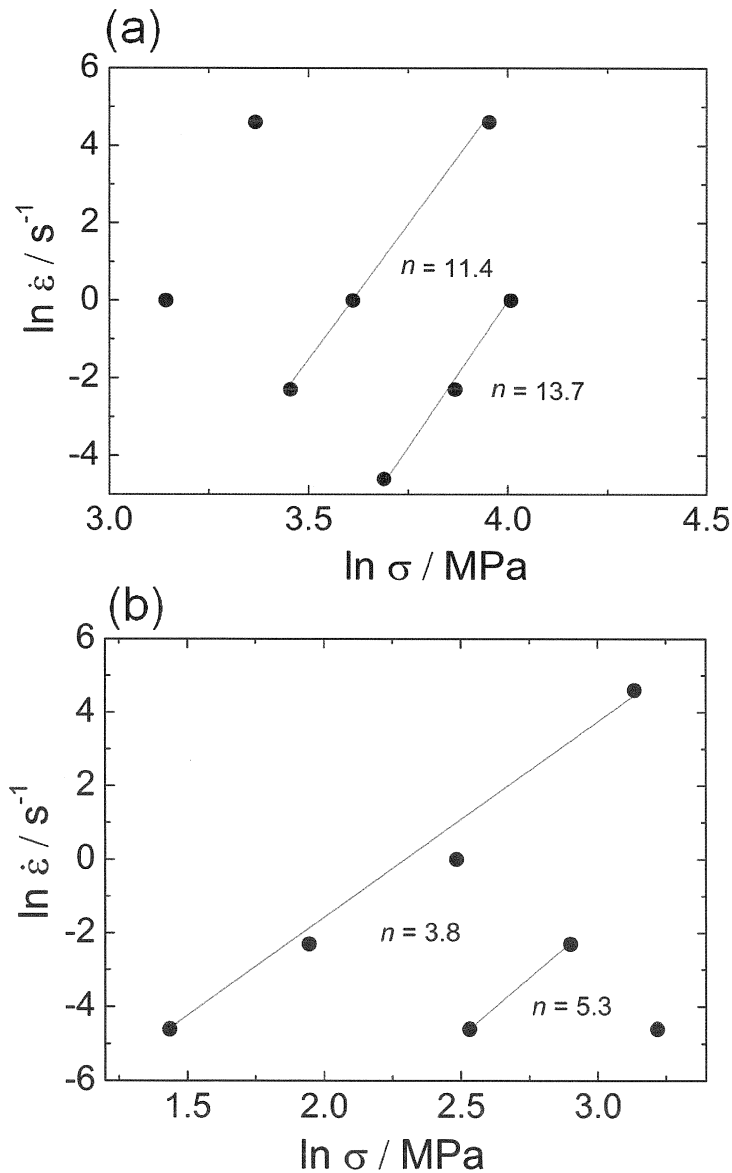 (a)
6
4
2
0
-2
-4
ln ε̇ / s⁻¹
n = 11.4
n = 13.7
3.0 3.5 4.0 4.5
ln σ / MPa
(b)
6
4
2
0
-2
-4
-6
ln ε̇ / s⁻¹
n = 3.8
n = 5.3
1.5 2.0 2.5 3.0
ln σ / MPa